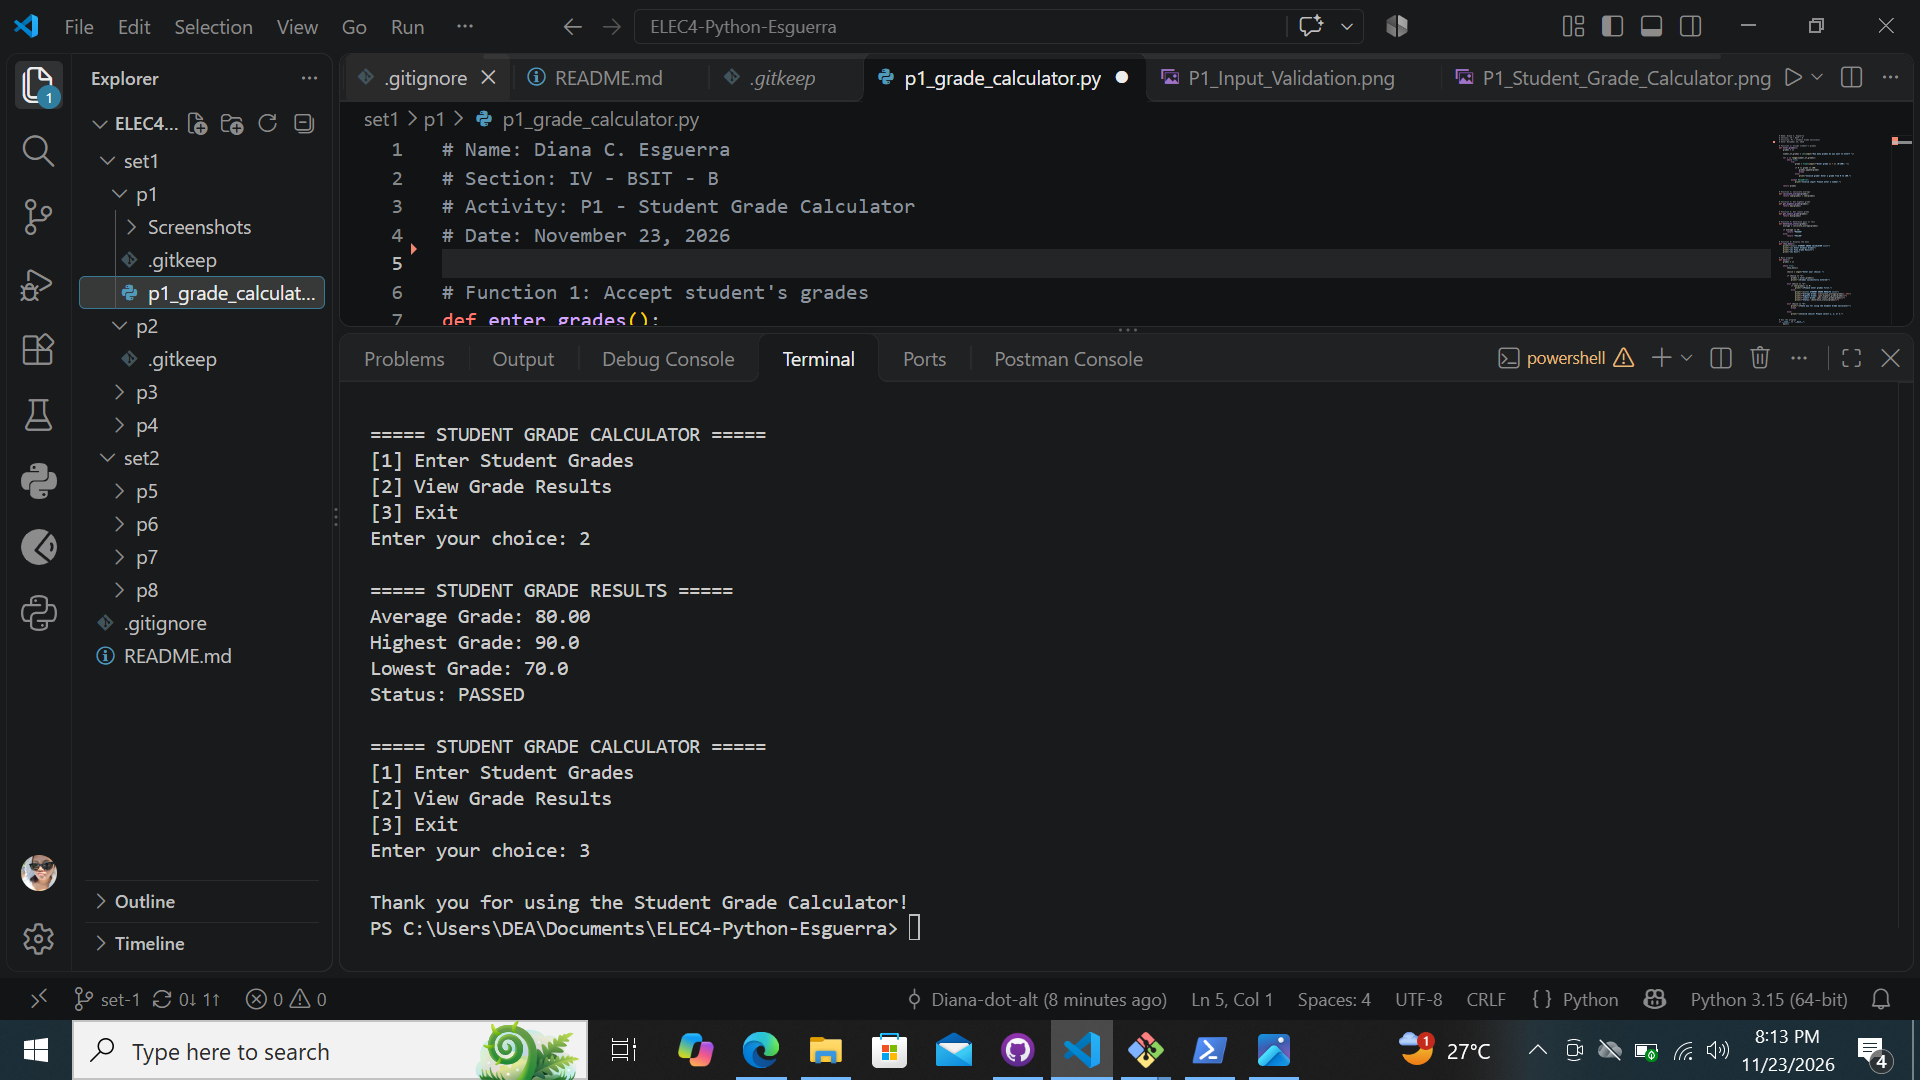 File Edit Selection View Go Run ···
ELEC4-Python-Esguerra
Explorer
1
ELEC4...
set1
p1
Screenshots
.gitkeep
p1_grade_calculat...
p2
.gitkeep
p3
p4
set2
p5
p6
p7
p8
.gitignore
README.md
Outline
Timeline
.gitignore README.md .gitkeep p1_grade_calculator.py P1_Input_Validation.png P1_Student_Grade_Calculator.png
set1 > p1 > p1_grade_calculator.py
1 # Name: Diana C. Esguerra
2 # Section: IV - BSIT - B
3 # Activity: P1 - Student Grade Calculator
4 # Date: November 23, 2026
5
6 # Function 1: Accept student's grades
7 def enter_grades():
Problems Output Debug Console Terminal Ports Postman Console
powershell
===== STUDENT GRADE CALCULATOR =====
[1] Enter Student Grades
[2] View Grade Results
[3] Exit
Enter your choice: 2
===== STUDENT GRADE RESULTS =====
Average Grade: 80.00
Highest Grade: 90.0
Lowest Grade: 70.0
Status: PASSED
===== STUDENT GRADE CALCULATOR =====
[1] Enter Student Grades
[2] View Grade Results
[3] Exit
Enter your choice: 3
Thank you for using the Student Grade Calculator!
PS C:\Users\DEA\Documents\ELEC4-Python-Esguerra>
set-1 0↓ 1↑ 0 0 Diana-dot-alt (8 minutes ago) Ln 5, Col 1 Spaces: 4 UTF-8 CRLF { } Python Python 3.15 (64-bit)
Type here to search
1
27°C
8:13 PM
11/23/2026
4